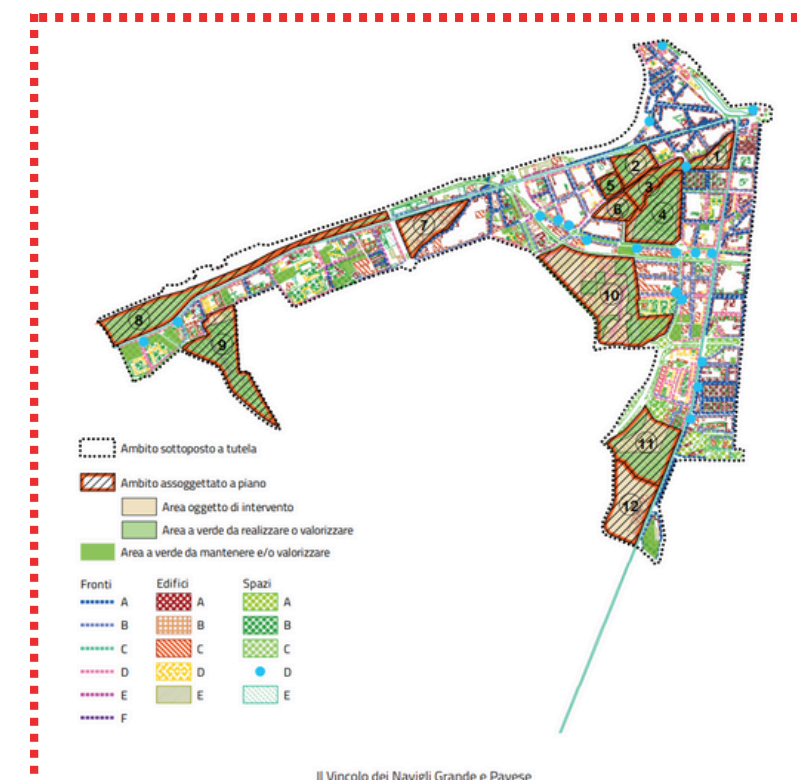 1
2
5
3
6
4
7
10
8
9
11
12
Ambito sottoposto a tutela
Ambito assoggettato a piano
Area oggetto di intervento
Area a verde da realizzare o valorizzare
Area a verde da mantenere e/o valorizzare
Fronti Edifici Spazi
A A A
B B B
C C C
D D D
E E E
F
Il Vincolo dei Navigli Grande e Pavese